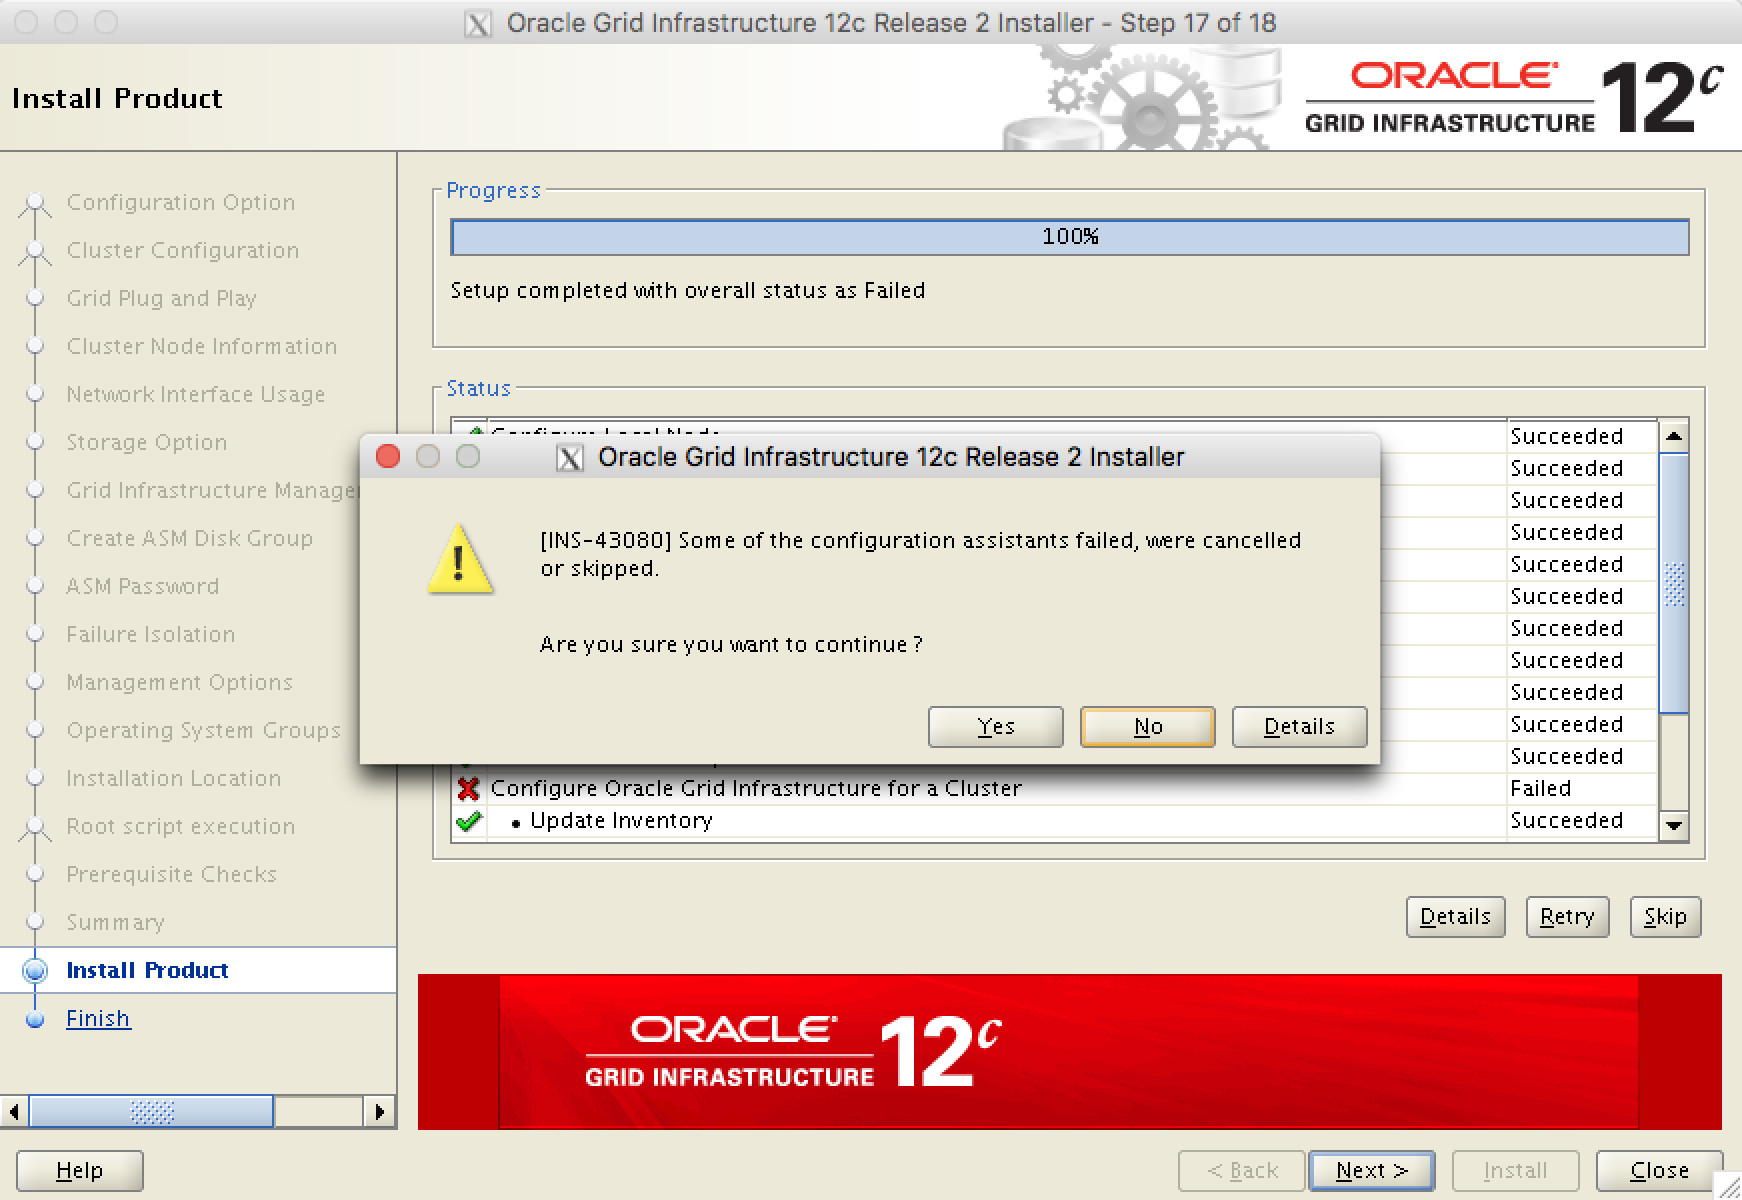 Oracle Grid Infrastructure 12c Release 2 Installer - Step 17 of 18
Install Product
ORACLE
GRID INFRASTRUCTURE
12c
Configuration Option
Cluster Configuration
Grid Plug and Play
Cluster Node Information
Network Interface Usage
Storage Option
Grid Infrastructure
Create ASM Disk Group
ASM Password
Failure Isolation
Management Options
Operating System Groups
Installation Location
Root script execution
Prerequisite Checks
Summary
Install Product
Finish
Progress
100%
Setup completed with overall status as Failed
Status
Configure Local Node
Succeeded
Succeeded
Succeeded
Succeeded
Succeeded
Succeeded
Succeeded
Succeeded
Succeeded
Succeeded
Succeeded
Configure Oracle Grid Infrastructure for a Cluster Failed
• Update Inventory Succeeded
Oracle Grid Infrastructure 12c Release 2 Installer
[INS-43080] Some of the configuration assistants failed, were cancelled
or skipped.
Are you sure you want to continue?
Yes No Details
Details Retry Skip
ORACLE
GRID INFRASTRUCTURE
12c
Help < Back Next > Install Close